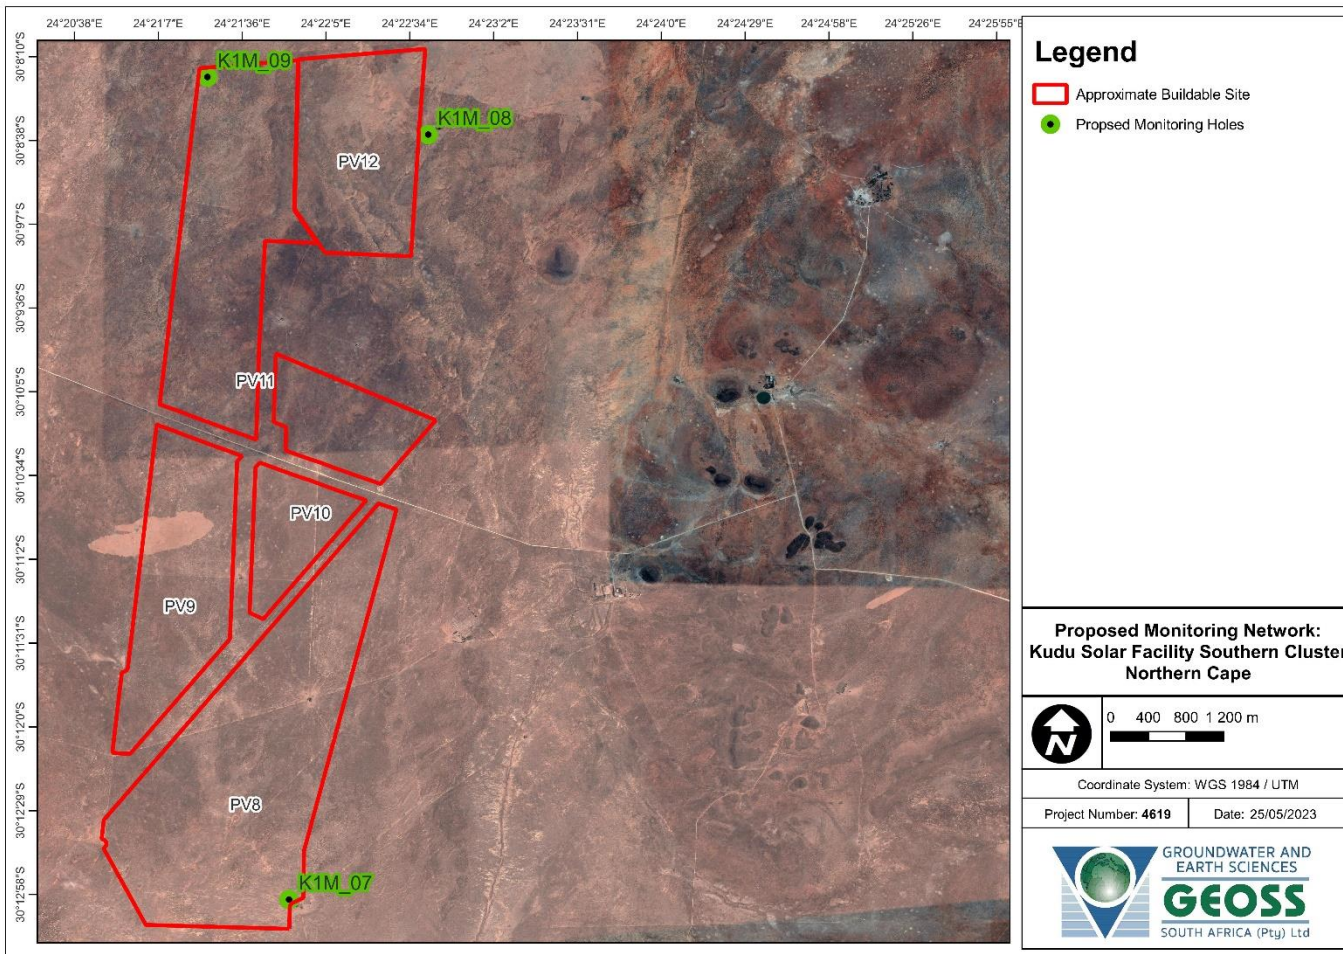 24°20'38"E 24°21'7"E 24°21'36"E 24°22'5"E 24°22'34"E 24°23'2"E 24°23'31"E 24°24'0"E 24°24'29"E 24°24'58"E 24°25'26"E 24°25'55"E
30°8'10"S
30°8'38"S
30°9'7"S
30°9'36"S
30°10'5"S
30°10'34"S
30°11'2"S
30°11'31"S
30°12'0"S
30°12'29"S
30°12'58"S
K1M_09
K1M_08
PV12
PV11
PV10
PV9
PV8
K1M_07
Legend
Approximate Buildable Site
Propsed Monitoring Holes
Proposed Monitoring Network:
Kudu Solar Facility Southern Cluster
Northern Cape
N
0 400 800 1 200 m
Coordinate System: WGS 1984 / UTM
Project Number: 4619 Date: 25/05/2023
GROUNDWATER AND
EARTH SCIENCES
GEOSS
SOUTH AFRICA (Pty) Ltd